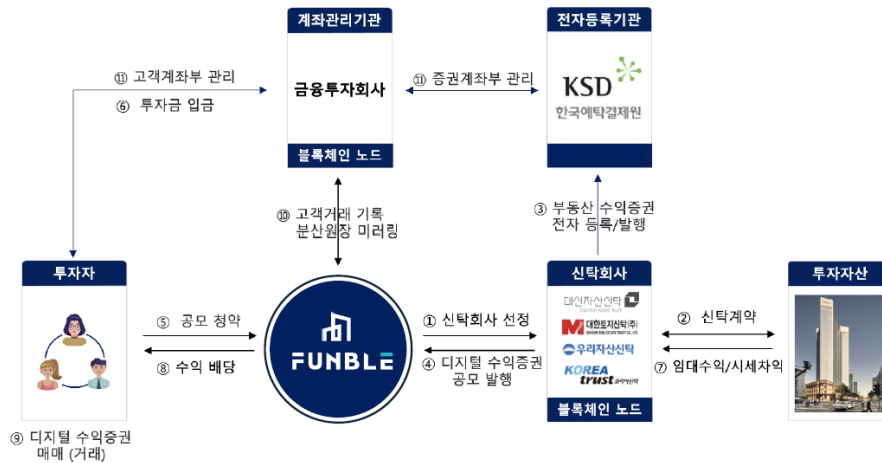 계좌관리기관
전자등록기관
⑪ 고객계좌부 관리
⑥ 투자금 입금
금융투자회사
⑪ 증권계좌부 관리
KSD
한국예탁결제원
블록체인 노드
⑩ 고객거래 기록
분산원장 미러링
③ 부동산 수익증권
전자 등록/발행
투자자
신탁회사
투자자산
⑤ 공모 청약
⑧ 수익 배당
FUNBLE
① 신탁회사 선정
④ 디지털 수익증권
공모 발행
대신자산신탁
대한토지신탁(주)
우리자산신탁
KOREA
trust 코리아신탁
블록체인 노드
② 신탁계약
⑦ 임대수익/시세차익
⑨ 디지털 수익증권
매매 (거래)